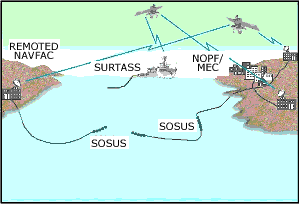 REMOTED
NAVFAC
SURTASS
NOPF/
MEC
SOSUS
SOSUS